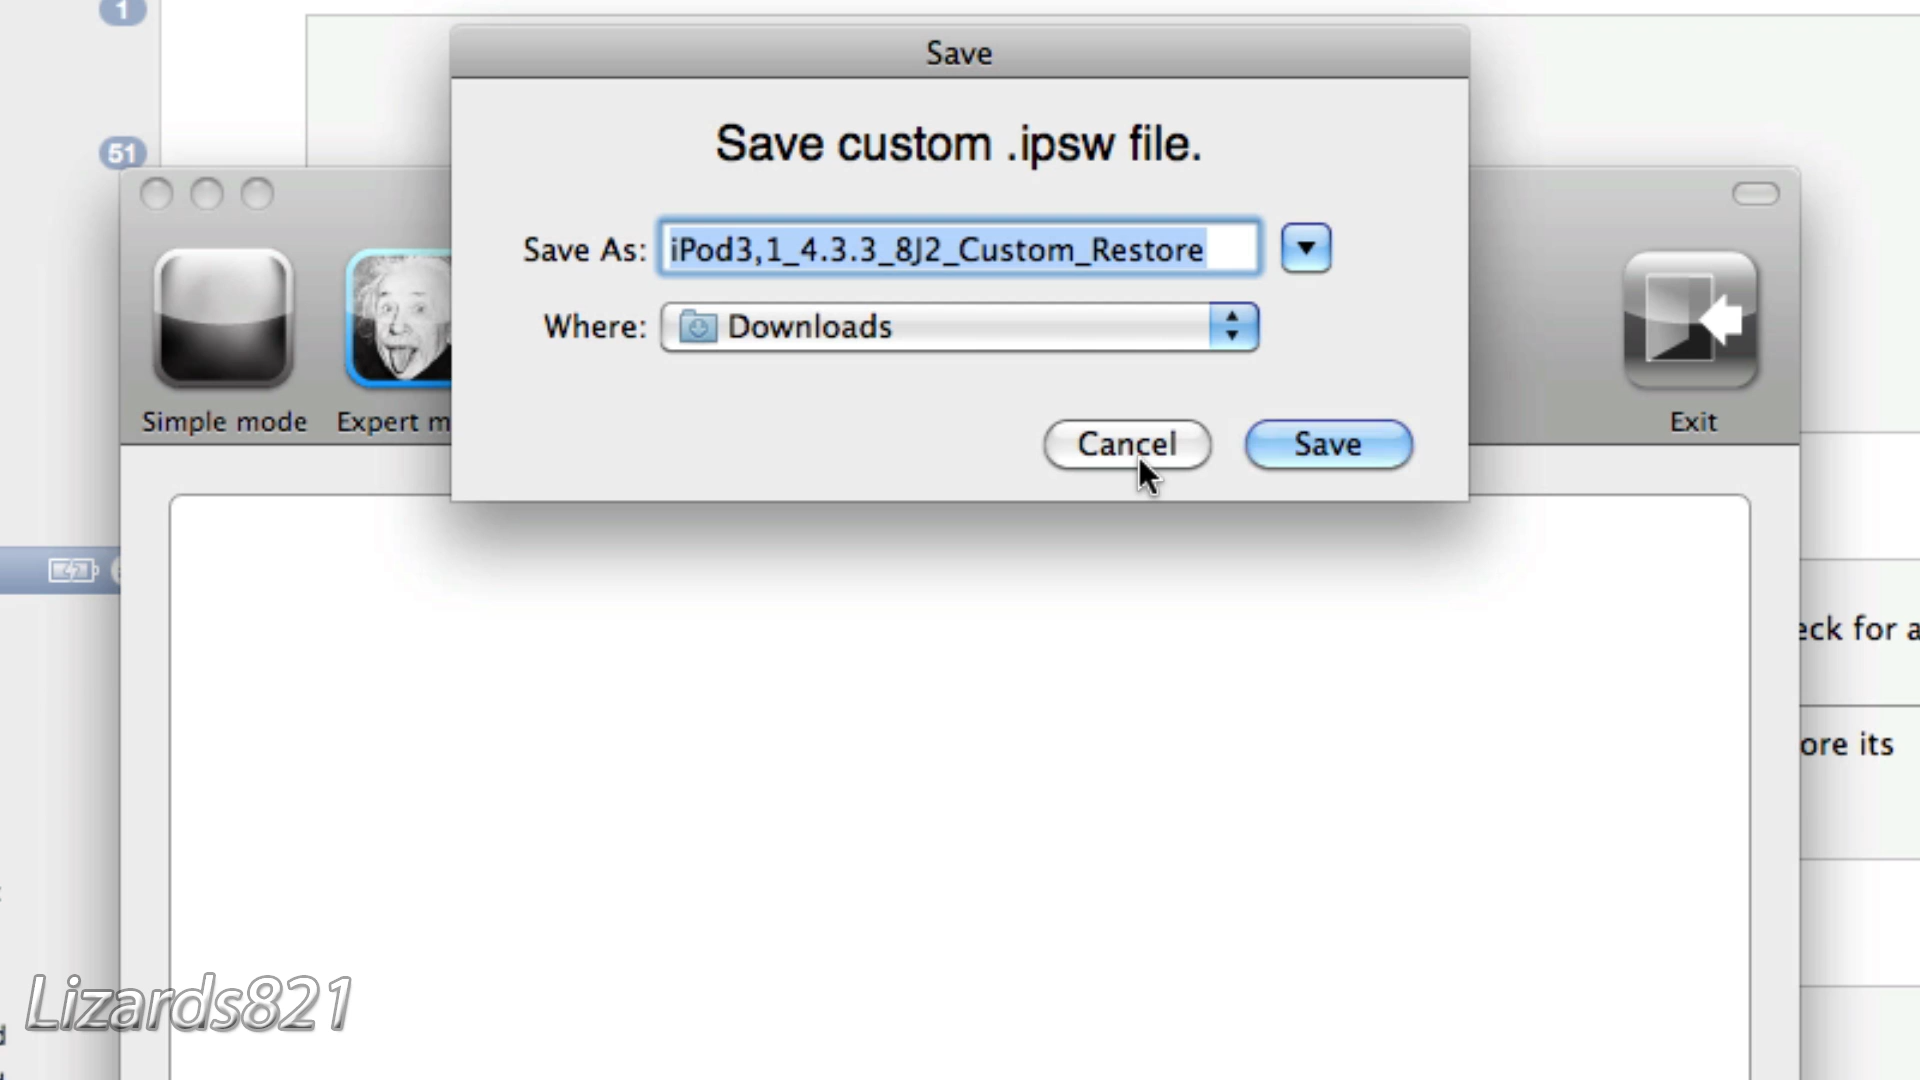 1
Save
Save custom .ipsw file.
51
Save As: iPod3,1_4.3.3_8J2_Custom_Restore
Where: Downloads
Simple mode
Expert m
Exit
Cancel
Save
eck for a
ore its
Lizards821